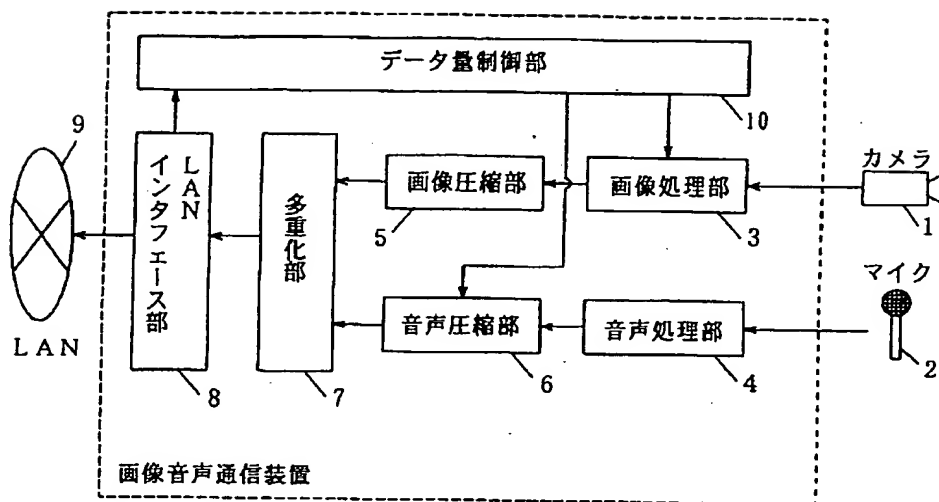 データ量制御部
10
9
LAN
LAN
インタフェース部
8
多重化部
7
画像圧縮部
5
画像処理部
3
カメラ
1
音声圧縮部
6
音声処理部
4
マイク
2
画像音声通信装置